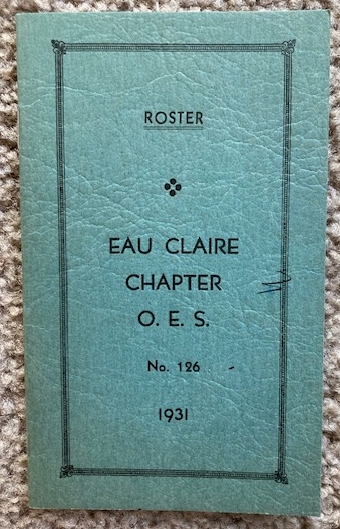 ROSTER
EAU CLAIRE
CHAPTER
O. E. S.
No. 126
1931